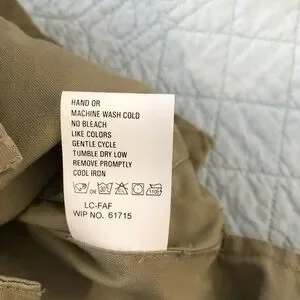 HAND OR
MACHINE WASH COLD
NO BLEACH
LIKE COLORS
GENTLE CYCLE
TUMBLE DRY LOW
REMOVE PROMPTLY
COOL IRON
OR
LC-FAF
WIP NO. 61715